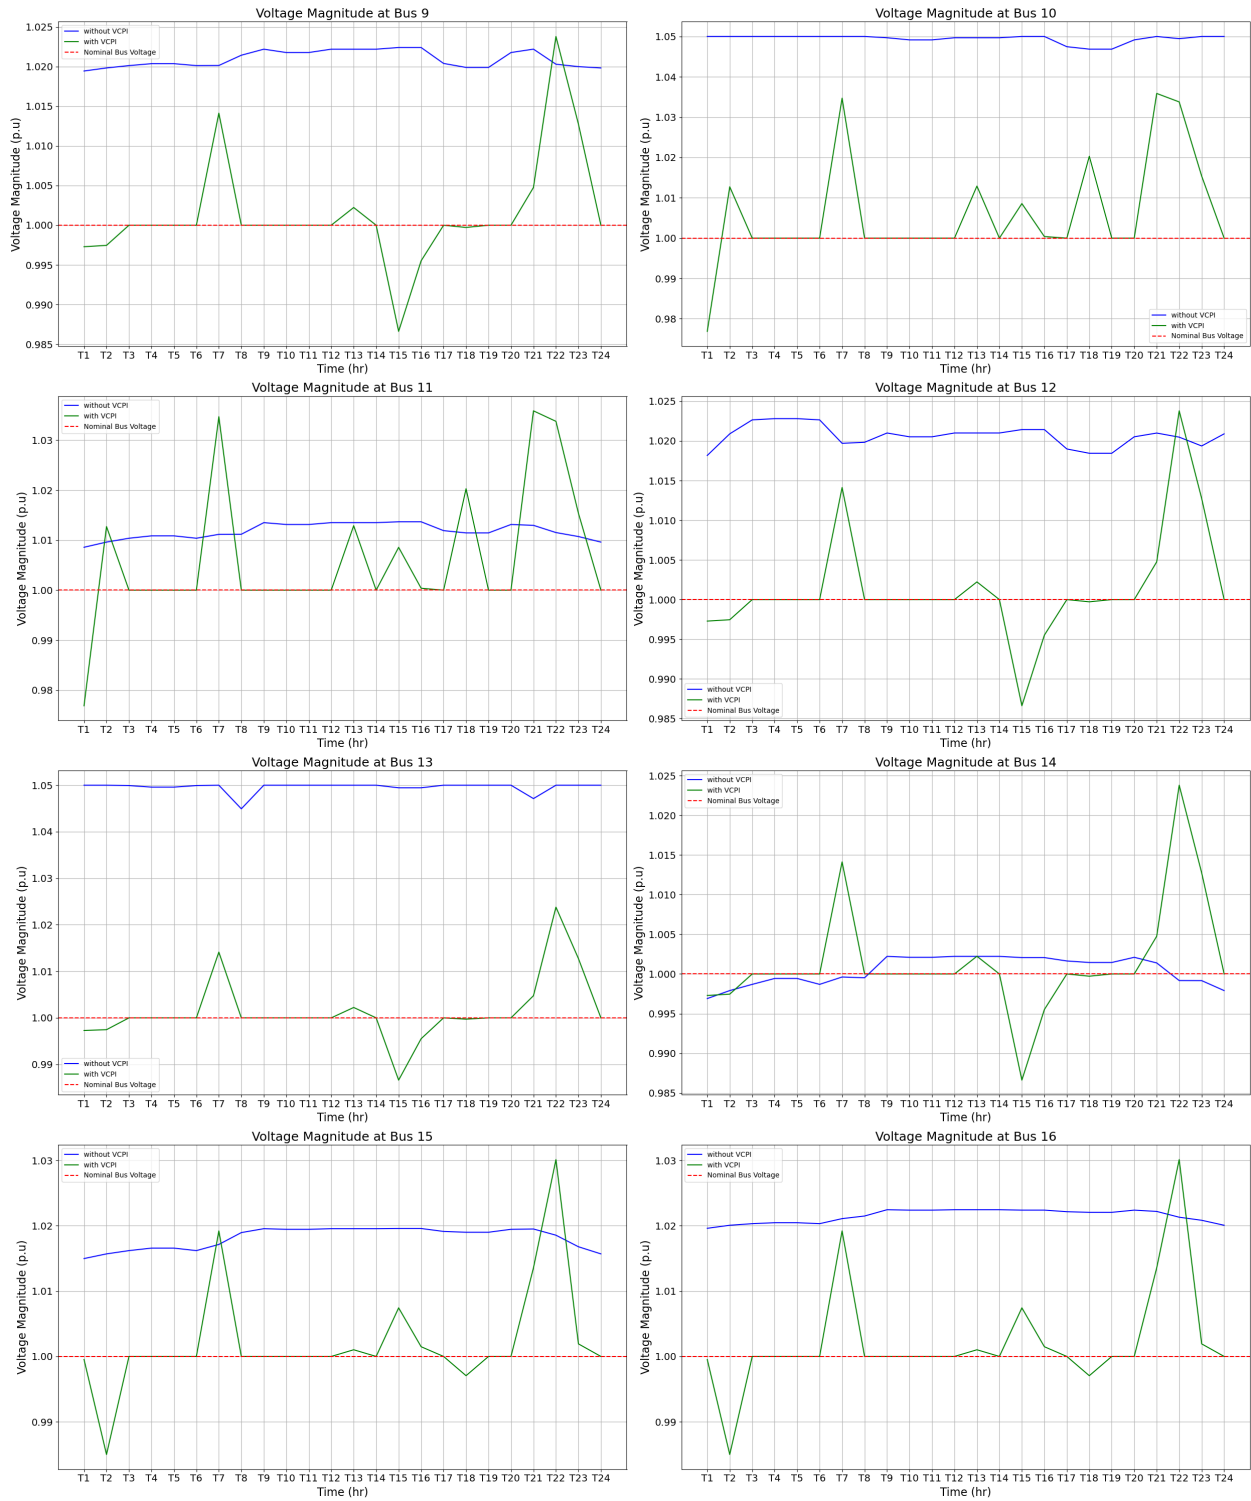 Voltage Magnitude at Bus 9
without VCPI
with VCPI
Nominal Bus Voltage
Voltage Magnitude (p.u)
1.025
1.020
1.015
1.010
1.005
1.000
0.995
0.990
0.985
T1 T2 T3 T4 T5 T6 T7 T8 T9 T10 T11 T12 T13 T14 T15 T16 T17 T18 T19 T20 T21 T22 T23 T24
Time (hr)
Voltage Magnitude at Bus 10
Voltage Magnitude (p.u)
1.05
1.04
1.03
1.02
1.01
1.00
0.99
0.98
without VCPI
with VCPI
Nominal Bus Voltage
T1 T2 T3 T4 T5 T6 T7 T8 T9 T10 T11 T12 T13 T14 T15 T16 T17 T18 T19 T20 T21 T22 T23 T24
Time (hr)
Voltage Magnitude at Bus 11
without VCPI
with VCPI
Nominal Bus Voltage
Voltage Magnitude (p.u)
1.03
1.02
1.01
1.00
0.99
0.98
T1 T2 T3 T4 T5 T6 T7 T8 T9 T10 T11 T12 T13 T14 T15 T16 T17 T18 T19 T20 T21 T22 T23 T24
Time (hr)
Voltage Magnitude at Bus 12
Voltage Magnitude (p.u)
1.025
1.020
1.015
1.010
1.005
1.000
0.995
0.990
0.985
without VCPI
with VCPI
Nominal Bus Voltage
T1 T2 T3 T4 T5 T6 T7 T8 T9 T10 T11 T12 T13 T14 T15 T16 T17 T18 T19 T20 T21 T22 T23 T24
Time (hr)
Voltage Magnitude at Bus 13
Voltage Magnitude (p.u)
1.05
1.04
1.03
1.02
1.01
1.00
0.99
without VCPI
with VCPI
Nominal Bus Voltage
T1 T2 T3 T4 T5 T6 T7 T8 T9 T10 T11 T12 T13 T14 T15 T16 T17 T18 T19 T20 T21 T22 T23 T24
Time (hr)
Voltage Magnitude at Bus 14
without VCPI
with VCPI
Nominal Bus Voltage
Voltage Magnitude (p.u)
1.025
1.020
1.015
1.010
1.005
1.000
0.995
0.990
0.985
T1 T2 T3 T4 T5 T6 T7 T8 T9 T10 T11 T12 T13 T14 T15 T16 T17 T18 T19 T20 T21 T22 T23 T24
Time (hr)
Voltage Magnitude at Bus 15
without VCPI
with VCPI
Nominal Bus Voltage
Voltage Magnitude (p.u)
1.03
1.02
1.01
1.00
0.99
T1 T2 T3 T4 T5 T6 T7 T8 T9 T10 T11 T12 T13 T14 T15 T16 T17 T18 T19 T20 T21 T22 T23 T24
Time (hr)
Voltage Magnitude at Bus 16
without VCPI
with VCPI
Nominal Bus Voltage
Voltage Magnitude (p.u)
1.03
1.02
1.01
1.00
0.99
T1 T2 T3 T4 T5 T6 T7 T8 T9 T10 T11 T12 T13 T14 T15 T16 T17 T18 T19 T20 T21 T22 T23 T24
Time (hr)